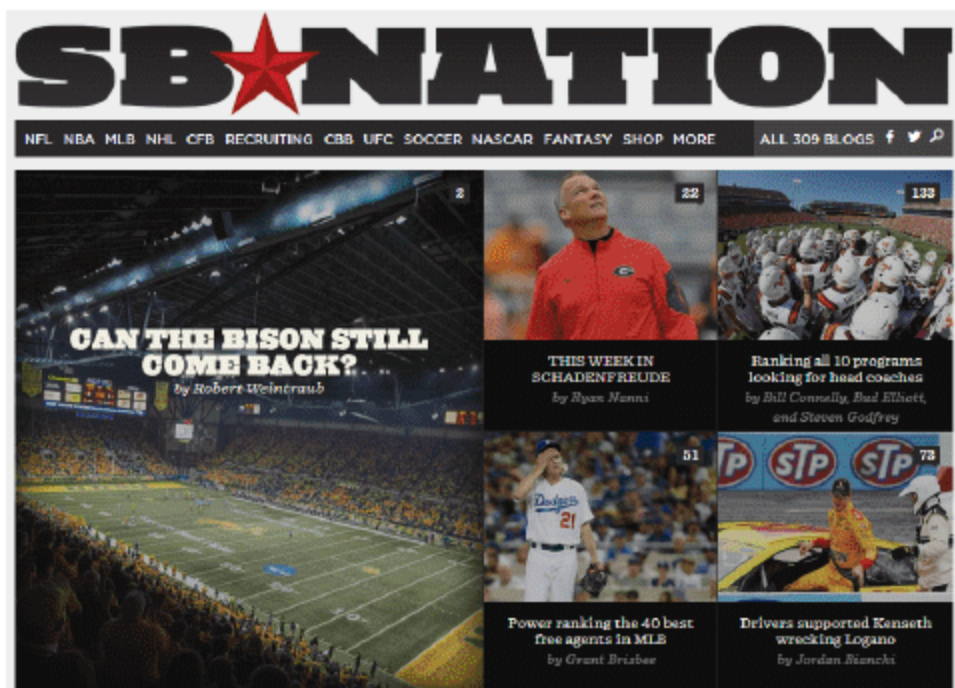 SB NATION
NFL NBA MLB NHL CFB RECRUITING CBB UFC SOCCER NASCAR FANTASY SHOP MORE ALL 309 BLOGS
2
CAN THE BISON STILL
COME BACK?
by Robert Weintraub
22
G
THIS WEEK IN
SCHADENFREUDE
by Ryan Nanni
133
Ranking all 10 programs
looking for head coaches
by Bill Connelly, Bud Elliott,
and Steven Godfrey
51
Dodgers
21
Power ranking the 40 best
free agents in MLB
by Grant Brisbee
73
STP STP STP
Drivers supported Kenseth
wrecking Logano
by Jordan Bianchi